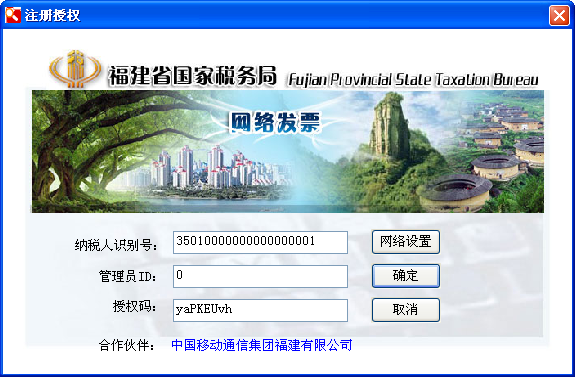 注册授权
福建省国家税务局 Fujian Provincial State Taxation Bureau
网络发票
纳税人识别号: 35010000000000000001 网络设置
管理员ID: 0 确定
授权码: yaPKEUvh 取消
合作伙伴: 中国移动通信集团福建有限公司